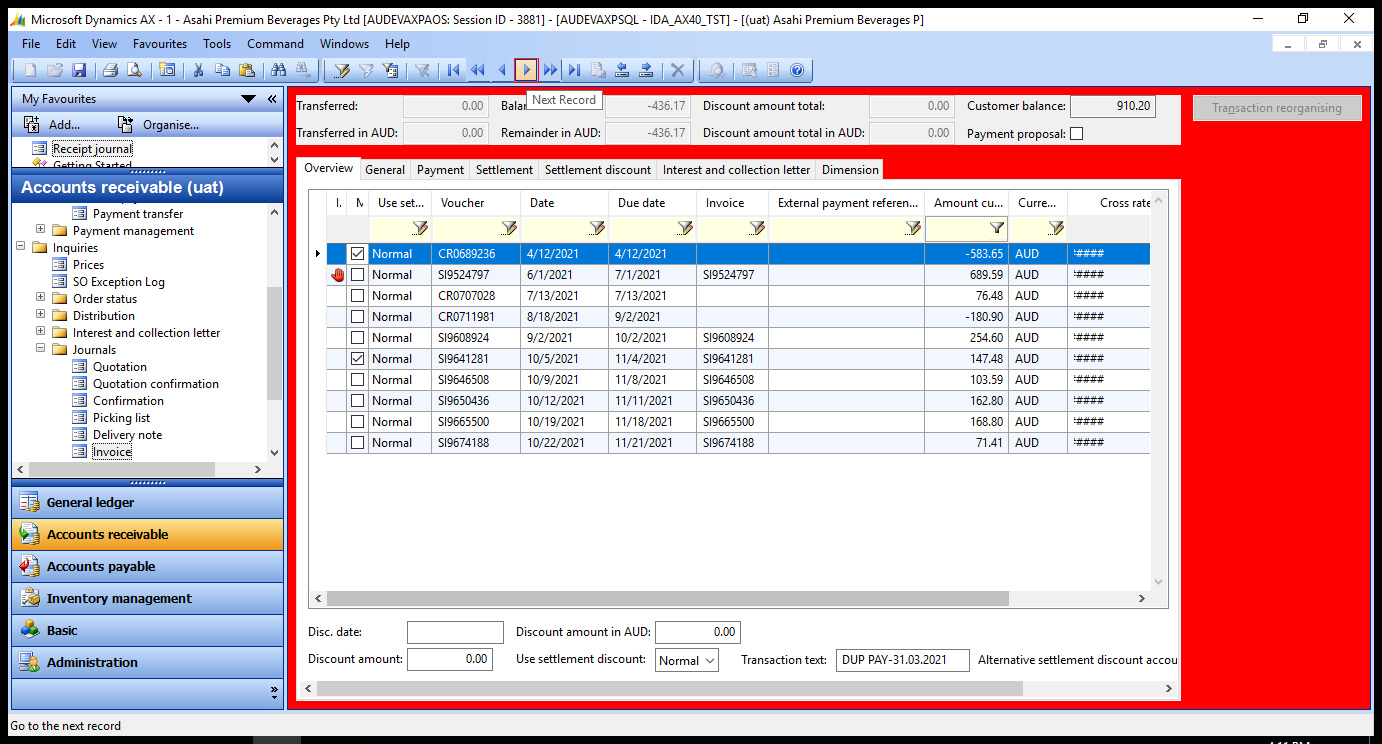 Microsoft Dynamics AX - 1 - Asahi Premium Beverages Pty Ltd [AUDEVAXPAOS: Session ID - 3881] - [AUDEVAXPSQL - IDA_AX40_TST] - [(uat) Asahi Premium Beverages P]
File Edit View Favourites Tools Command Windows Help
My Favourites
Add... Organise...
Receipt journal
Getting Started
Accounts receivable (uat)
Payment transfer
Payment management
Inquiries
Prices
SO Exception Log
Order status
Distribution
Interest and collection letter
Journals
Quotation
Quotation confirmation
Confirmation
Picking list
Delivery note
Invoice
General ledger
Accounts receivable
Accounts payable
Inventory management
Basic
Administration
Next Record
Transferred: 0.00 Balan -436.17 Discount amount total: 0.00 Customer balance: 910.20 Transaction reorganising
Transferred in AUD: 0.00 Remainder in AUD: -436.17 Discount amount total in AUD: 0.00 Payment proposal:
Overview General Payment Settlement Settlement discount Interest and collection letter Dimension
I. M Use set... Voucher Date Due date Invoice External payment referen... Amount cu... Curre... Cross rate
Normal CR0689236 4/12/2021 4/12/2021 -583.65 AUD ####
Normal SI9524797 6/1/2021 7/1/2021 SI9524797 689.59 AUD ####
Normal CR0707028 7/13/2021 7/13/2021 76.48 AUD ####
Normal CR0711981 8/18/2021 9/2/2021 -180.90 AUD ####
Normal SI9608924 9/2/2021 10/2/2021 SI9608924 254.60 AUD ####
Normal SI9641281 10/5/2021 11/4/2021 SI9641281 147.48 AUD ####
Normal SI9646508 10/9/2021 11/8/2021 SI9646508 103.59 AUD ####
Normal SI9650436 10/12/2021 11/11/2021 SI9650436 162.80 AUD ####
Normal SI9665500 10/19/2021 11/18/2021 SI9665500 168.80 AUD ####
Normal SI9674188 10/22/2021 11/21/2021 SI9674188 71.41 AUD ####
Disc. date: Discount amount in AUD: 0.00
Discount amount: 0.00 Use settlement discount: Normal Transaction text: DUP PAY-31.03.2021 Alternative settlement discount accou
Go to the next record